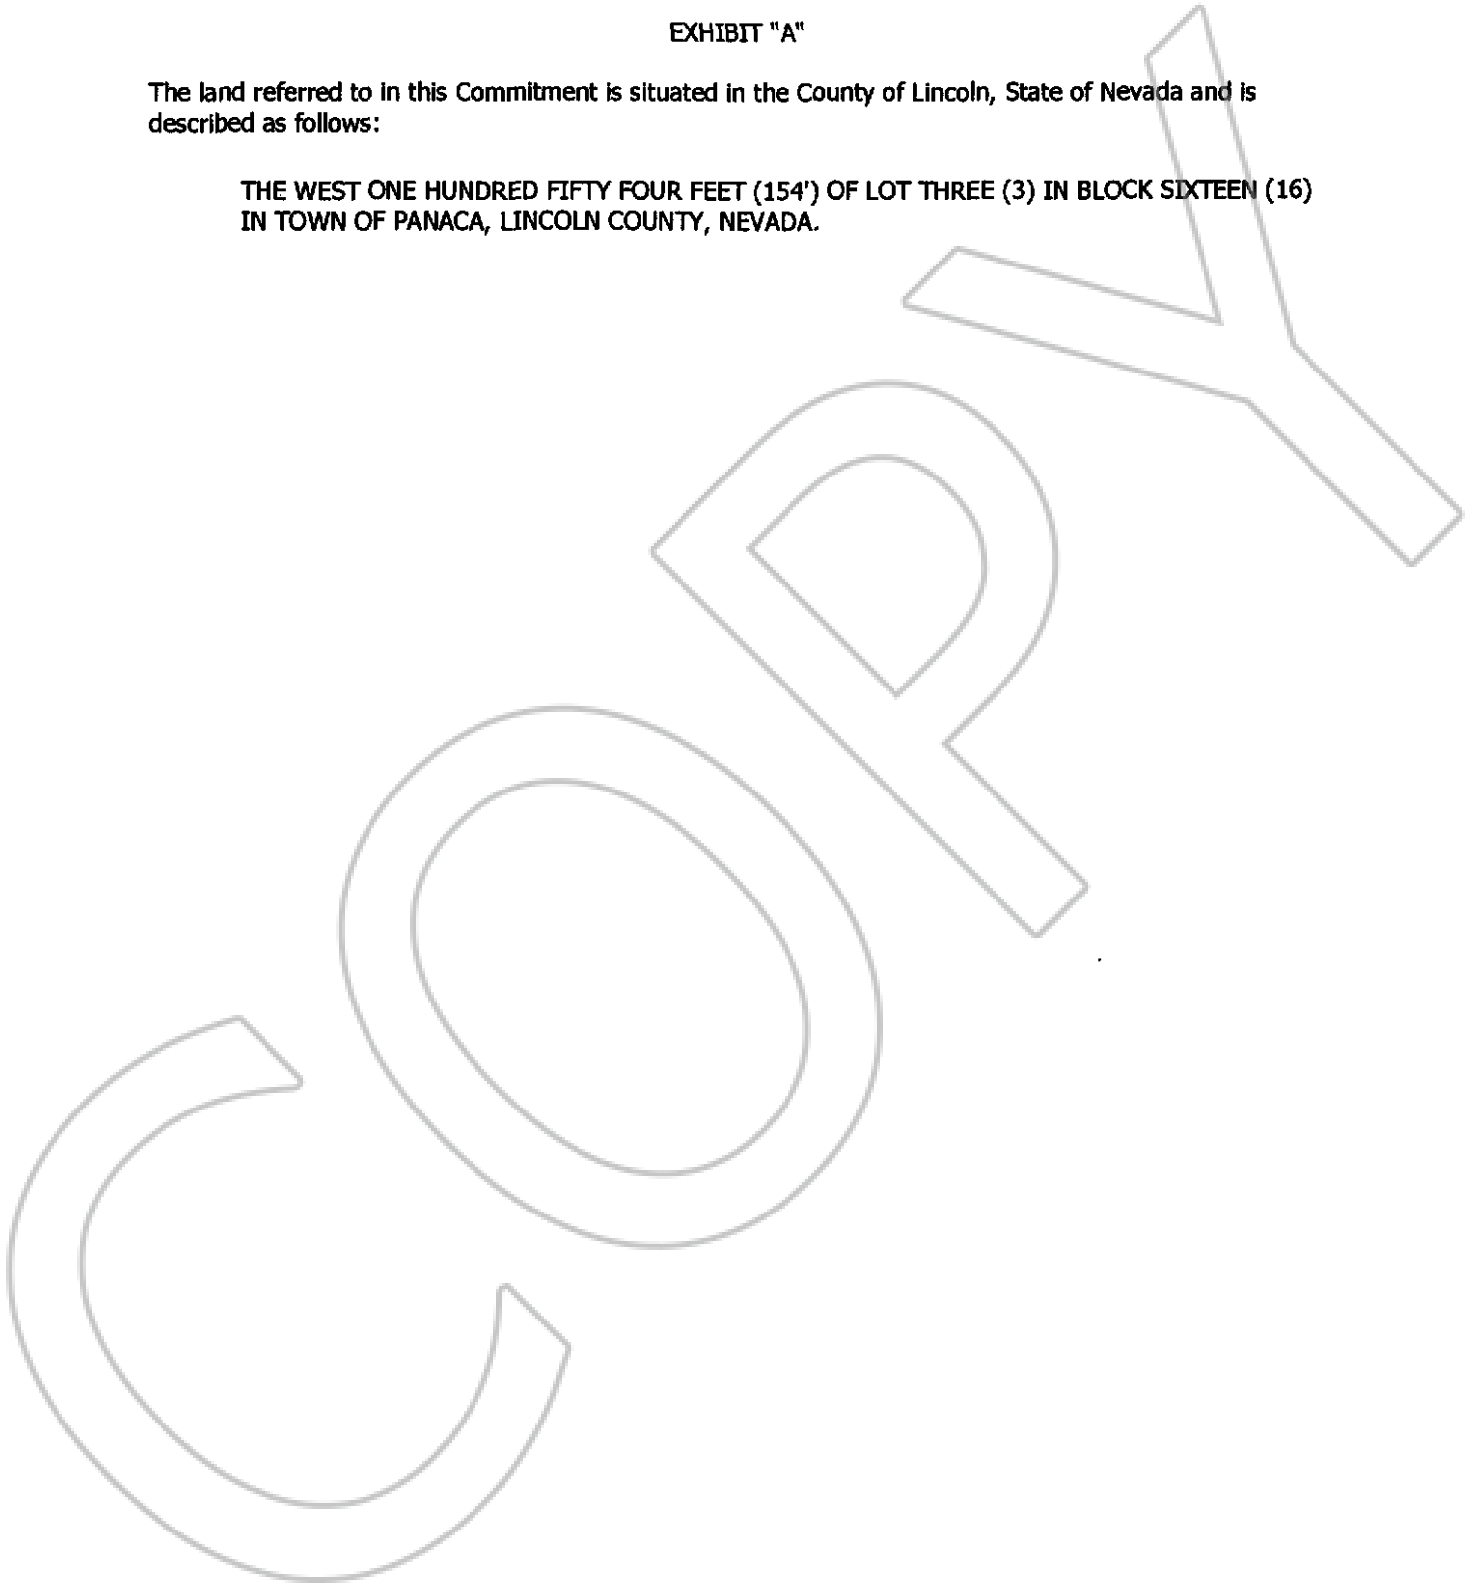 EXHIBIT "A"
The land referred to in this Commitment is situated in the County of Lincoln, State of Nevada and is
described as follows:
THE WEST ONE HUNDRED FIFTY FOUR FEET (154') OF LOT THREE (3) IN BLOCK SIXTEEN (16)
IN TOWN OF PANACA, LINCOLN COUNTY, NEVADA.
COPY